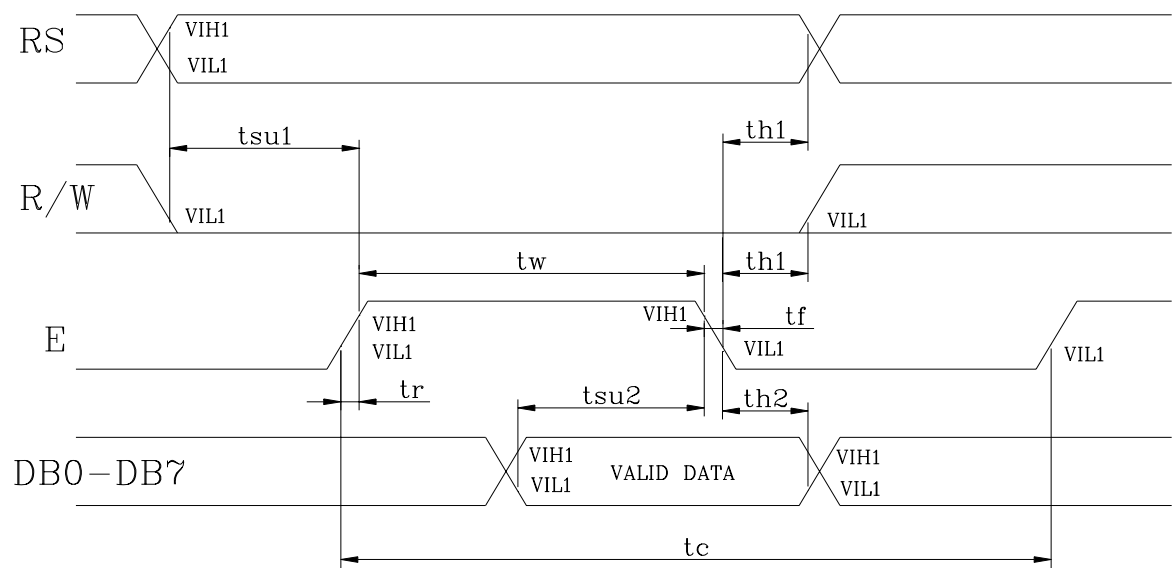 RS
VIH1
VIL1
tsu1
th1
R/W
VIL1
VIL1
tw
th1
E
VIH1
VIL1
VIH1
tf
VIL1
VIL1
tr
tsu2
th2
DB0-DB7
VIH1
VIL1
VALID DATA
VIH1
VIL1
tc